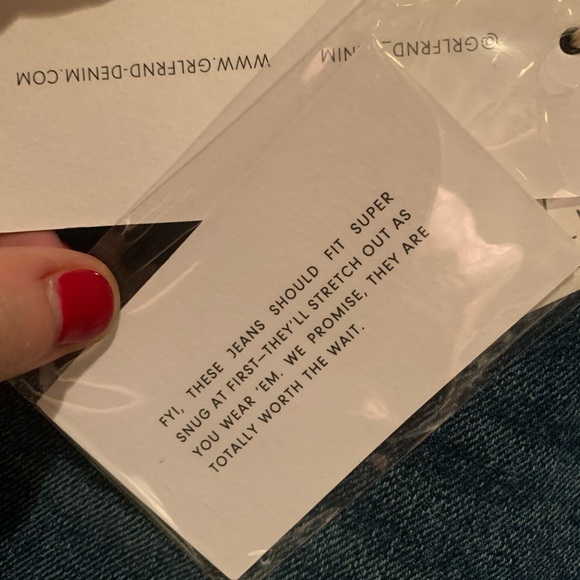 WWW.GRLFRND-DENIM.COM
@GRLFRND_DENIM
FYI, THESE JEANS SHOULD FIT SUPER
SNUG AT FIRST—THEY'LL STRETCH OUT AS
YOU WEAR 'EM. WE PROMISE, THEY ARE
TOTALLY WORTH THE WAIT.